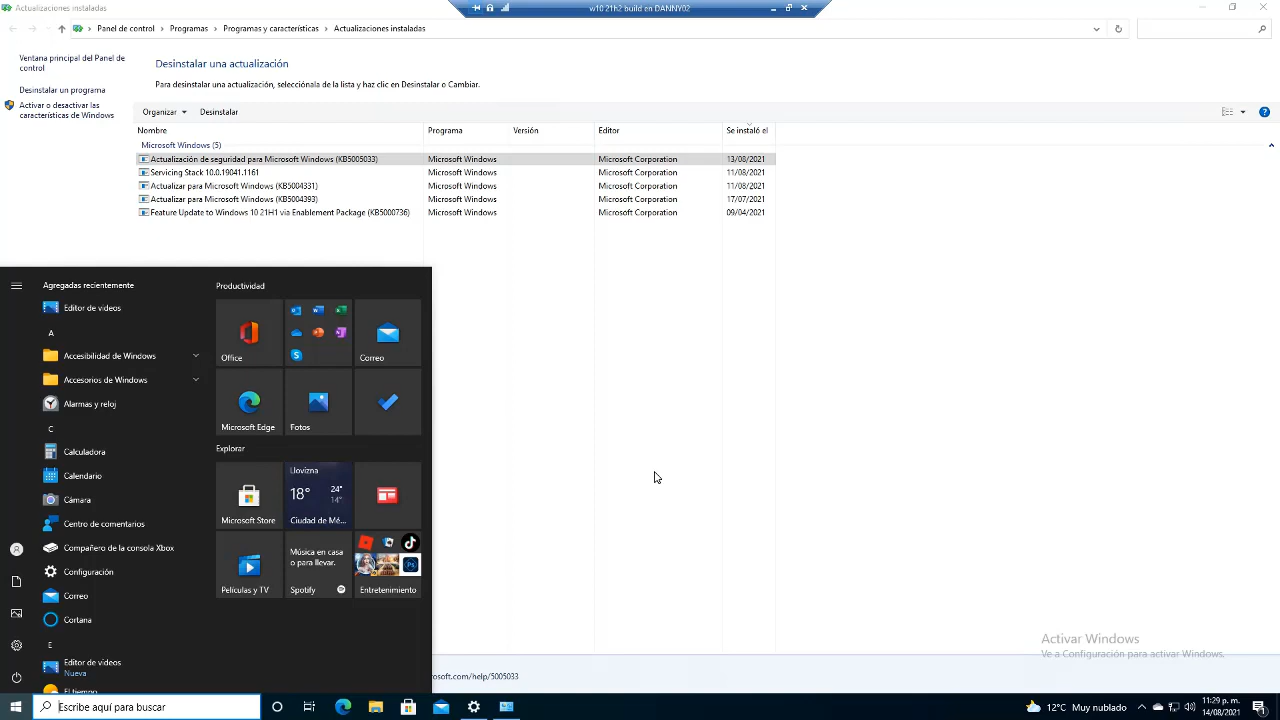 Actualizaciones instaladas
w10 21h2 build en DANNY02
Panel de control > Programas > Programas y características > Actualizaciones instaladas
Ventana principal del Panel de
control
Desinstalar un programa
Activar o desactivar las
características de Windows
Desinstalar una actualización
Para desinstalar una actualización, selecciónala de la lista y haz clic en Desinstalar o Cambiar.
Organizar Desinstalar
Nombre Programa Versión Editor Se instaló el
Microsoft Windows (5)
Actualización de seguridad para Microsoft Windows (KB5005033) Microsoft Windows Microsoft Corporation 13/08/2021
Servicing Stack 10.0.19041.1161 Microsoft Windows Microsoft Corporation 11/08/2021
Actualizar para Microsoft Windows (KB5004331) Microsoft Windows Microsoft Corporation 11/08/2021
Actualizar para Microsoft Windows (KB5004393) Microsoft Windows Microsoft Corporation 17/07/2021
Feature Update to Windows 10 21H1 via Enablement Package (KB5000736) Microsoft Windows Microsoft Corporation 09/04/2021
Agregadas recientemente
Editor de videos
A
Accesibilidad de Windows
Accesorios de Windows
Alarmas y reloj
C
Calculadora
Calendario
Cámara
Centro de comentarios
Compañero de la consola Xbox
Configuración
Correo
Cortana
E
Editor de videos
Nueva
El tiempo
Productividad
Office
Correo
Microsoft Edge
Fotos
Explorar
Microsoft Store
Llovizna
18° 24°
14°
Ciudad de Mé...
Películas y TV
Música en casa
o para llevar.
Spotify
Ps
Entretenimiento
osoft.com/help/5005033
Activar Windows
Ve a Configuración para activar Windows.
Escribe aquí para buscar
12°C Muy nublado
11:29 p. m.
14/08/2021
1